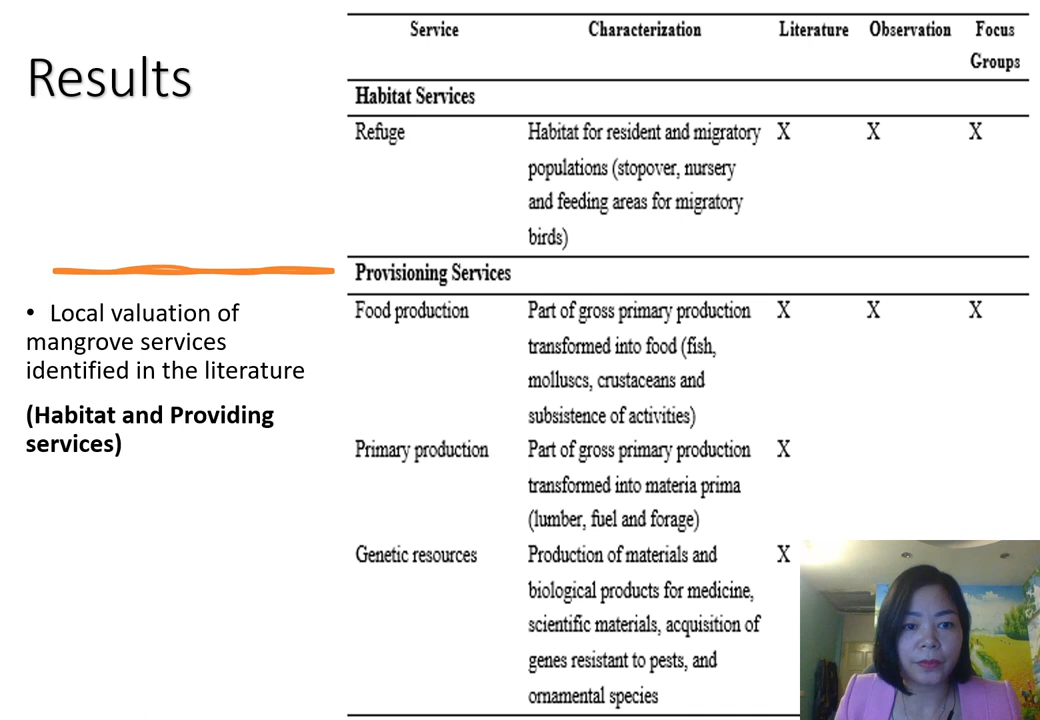 Results
• Local valuation of
mangrove services
identified in the literature
(Habitat and Providing
services)
Service Characterization Literature Observation Focus
Groups
Habitat Services
Refuge Habitat for resident and migratory X X X
populations (stopover, nursery
and feeding areas for migratory
birds)
Provisioning Services
Food production Part of gross primary production X X X
transformed into food (fish,
molluscs, crustaceans and
subsistence of activities)
Primary production Part of gross primary production X
transformed into materia prima
(lumber, fuel and forage)
Genetic resources Production of materials and X
biological products for medicine,
scientific materials, acquisition of
genes resistant to pests, and
ornamental species